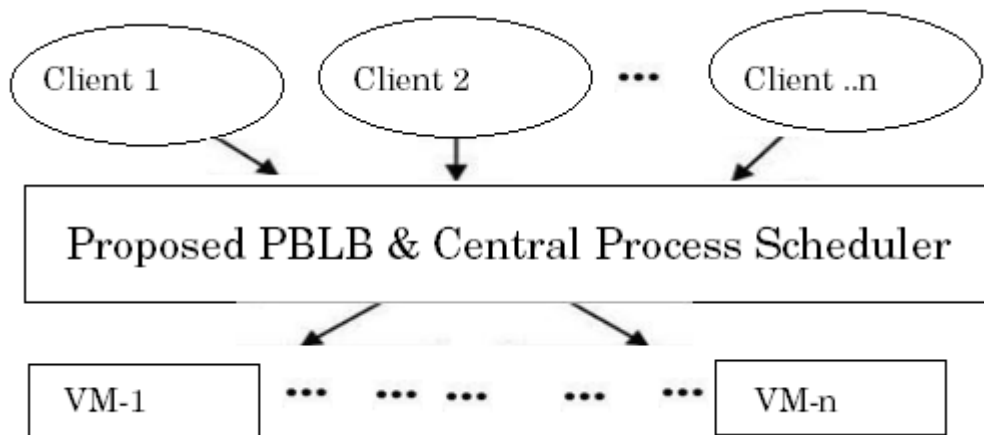 Client 1 Client 2 ... Client ..n
Proposed PBLB & Central Process Scheduler
VM-1 ... ... ... ... ... VM-n